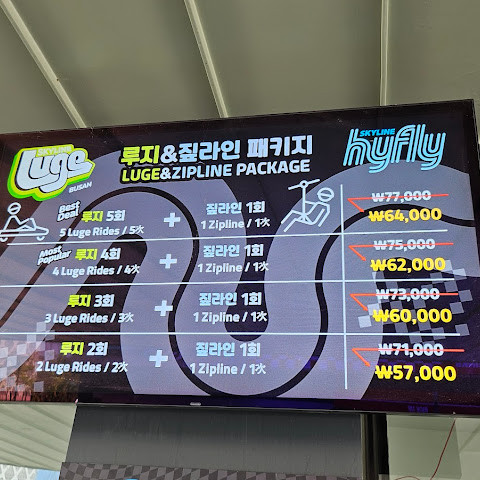 SKYLINE
Luge
BUSAN
루지&짚라인 패키지
LUGE&ZIPLINE PACKAGE
SKYLINE
hyfly
Best Deal
루지 5회 + 짚라인 1회 ₩77,000
5 Luge Rides / 5次 1 Zipline / 1次 ₩64,000
Most Popular
루지 4회 + 짚라인 1회 ₩75,000
4 Luge Rides / 4次 1 Zipline / 1次 ₩62,000
루지 3회 + 짚라인 1회 ₩73,000
3 Luge Rides / 3次 1 Zipline / 1次 ₩60,000
루지 2회 + 짚라인 1회 ₩71,000
2 Luge Rides / 2次 1 Zipline / 1次 ₩57,000